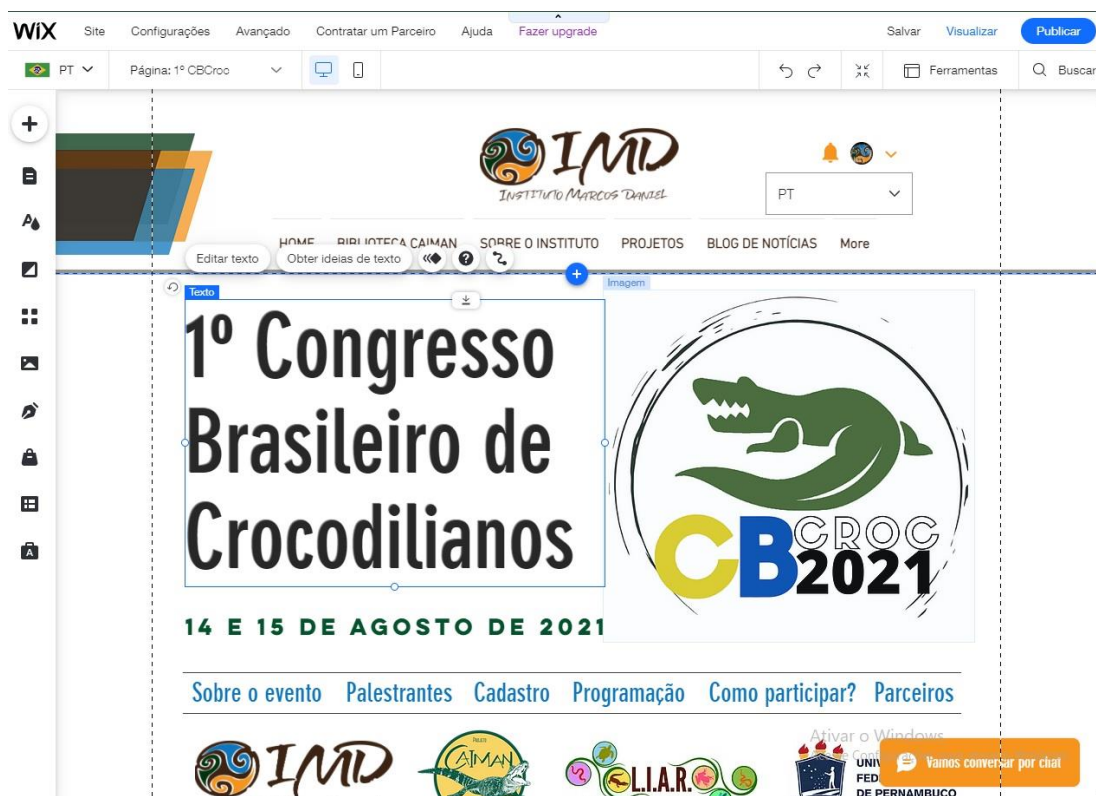 WiX Site Configurações Avançado Contratar um Parceiro Ajuda Fazer upgrade Salvar Visualizar Publicar
PT Página: 1º CBCroc Ferramentas Buscar
IMD
INSTITUTO MARCOS DANIEL
PT
HOME BIBLIOTECA CAIMAN SOBRE O INSTITUTO PROJETOS BLOG DE NOTÍCIAS More
Editar texto Obter ideias de texto
Texto
Imagem
1º Congresso
Brasileiro de
Crocodilianos
CB CROC
2021
14 E 15 DE AGOSTO DE 2021
Sobre o evento Palestrantes Cadastro Programação Como participar? Parceiros
Ativar o Windows
IMD
CAIMAN
L.I.A.R.
Vamos conversar por chat
FED
DE PERNAMBUCO